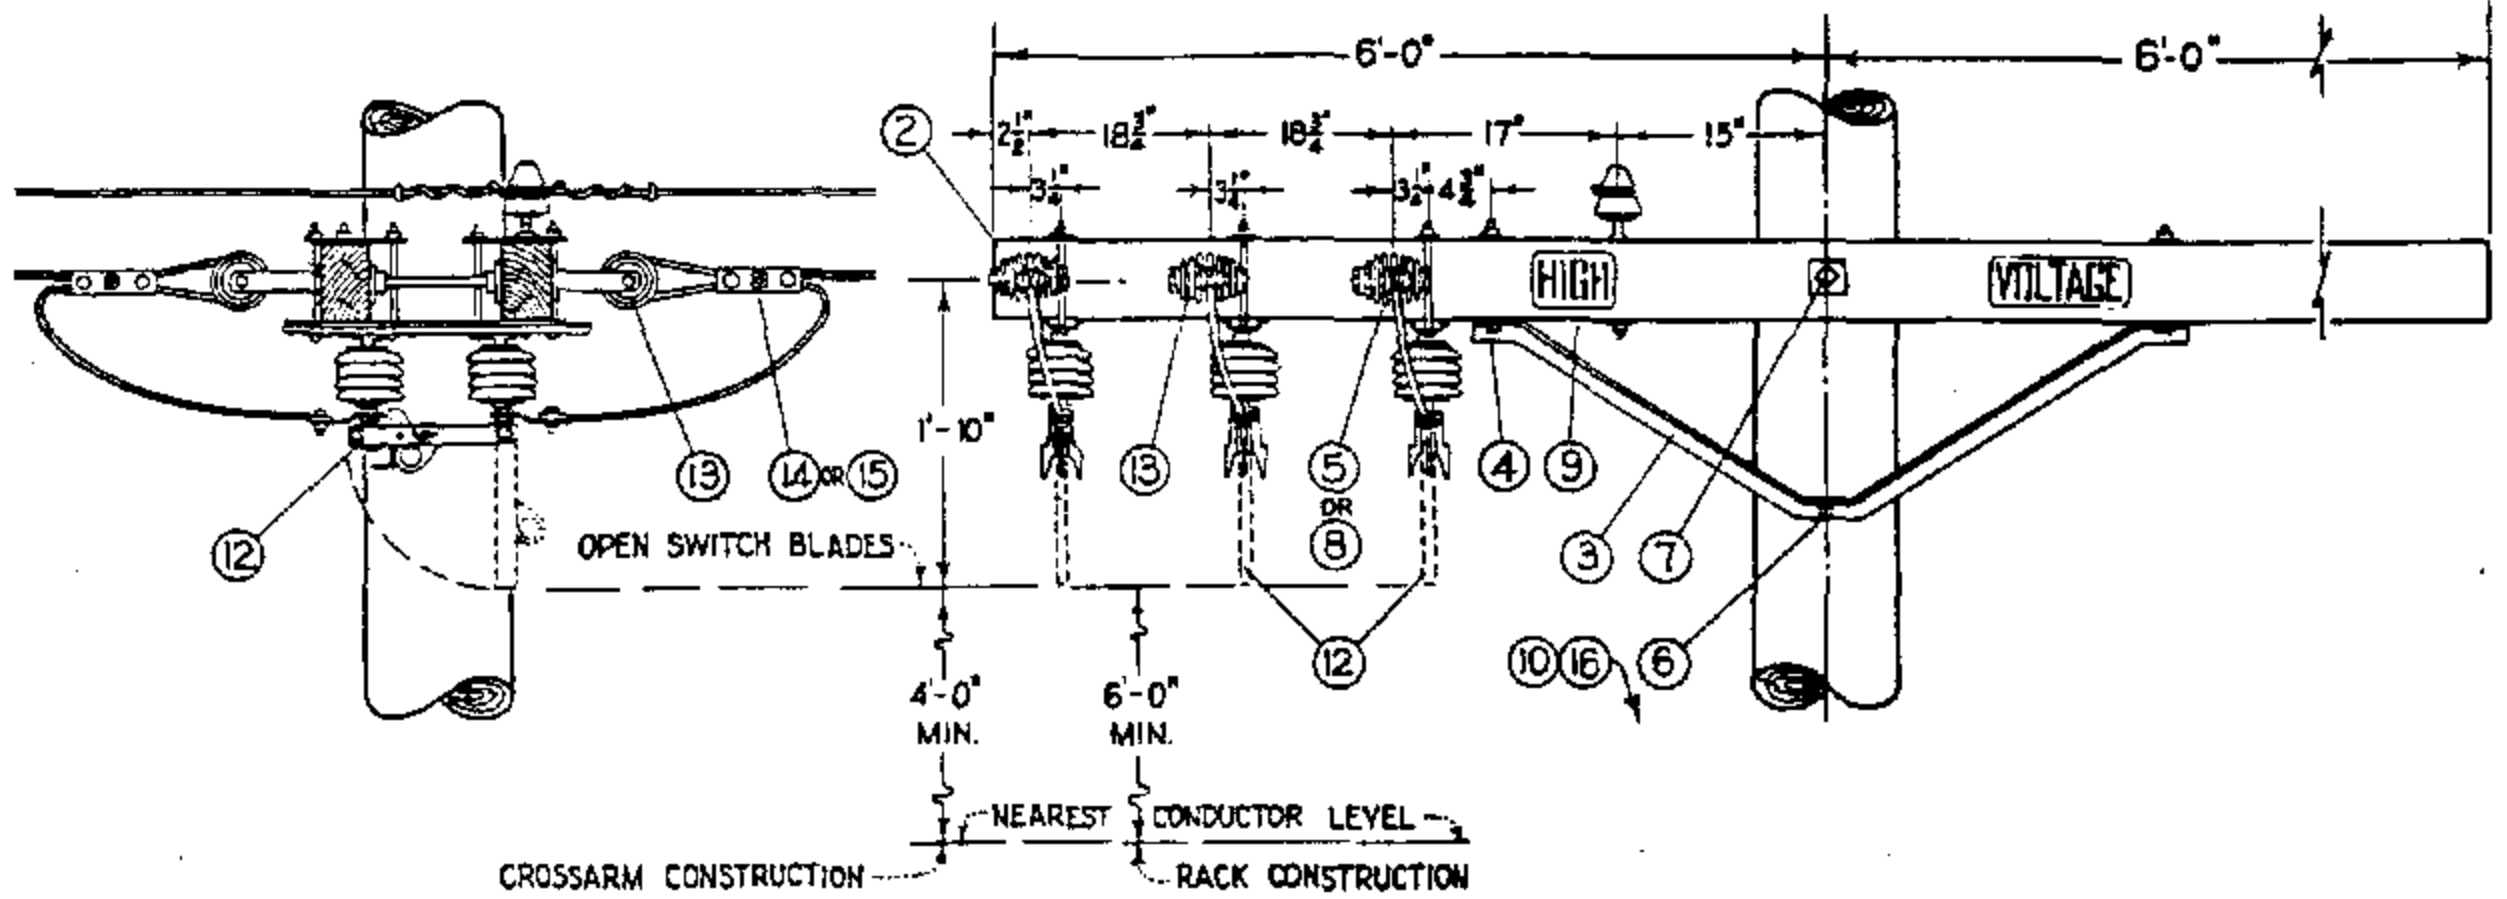 6'-0" 6'-0"
2 2½" 18¾" 18¾" 17" 15"
3¼" 3¼" 3¼" 4¾"
HIGH VOLTAGE
1'-10"
13 14 OR 15 13 5 OR 8 4 9
12 OPEN SWITCH BLADES 3 7
12 10 16 6
4'-0" MIN. 6'-0" MIN.
NEAREST CONDUCTOR LEVEL
CROSSARM CONSTRUCTION RACK CONSTRUCTION